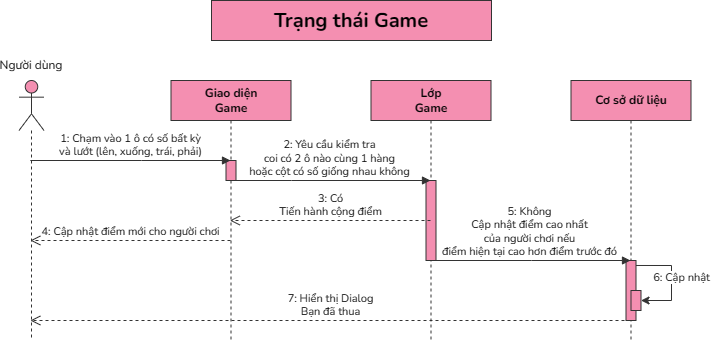 Trạng thái Game
Người dùng
Giao diện
Game
Lớp
Game
Cơ sở dữ liệu
1: Chạm vào 1 ô có số bất kỳ
và lướt (lên, xuống, trái, phải)
2: Yêu cầu kiểm tra
coi có 2 ô nào cùng 1 hàng
hoặc cột có số giống nhau không
3: Có
Tiến hành cộng điểm
4: Cập nhật điểm mới cho người chơi
5: Không
Cập nhật điểm cao nhất
của người chơi nếu
điểm hiện tại cao hơn điểm trước đó
6: Cập nhật
7: Hiển thị Dialog
Bạn đã thua